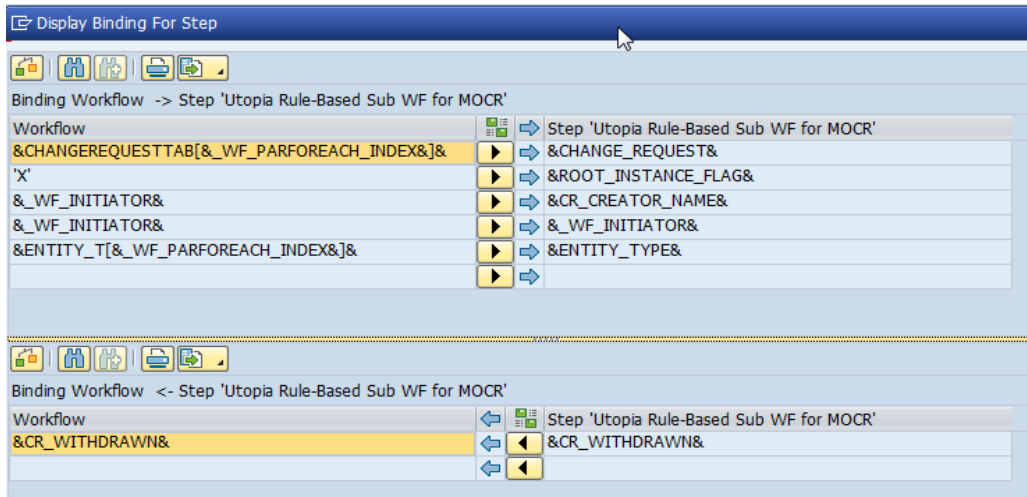 Display Binding For Step
Binding Workflow -> Step 'Utopia Rule-Based Sub WF for MOCR'
Workflow Step 'Utopia Rule-Based Sub WF for MOCR'
&CHANGEREQUESTTAB[&_WF_PARFOREACH_INDEX&]& &CHANGE_REQUEST&
'X' &ROOT_INSTANCE_FLAG&
&_WF_INITIATOR& &CR_CREATOR_NAME&
&_WF_INITIATOR& &_WF_INITIATOR&
&ENTITY_T[&_WF_PARFOREACH_INDEX&]& &ENTITY_TYPE&
Binding Workflow <- Step 'Utopia Rule-Based Sub WF for MOCR'
Workflow Step 'Utopia Rule-Based Sub WF for MOCR'
&CR_WITHDRAWN& &CR_WITHDRAWN&